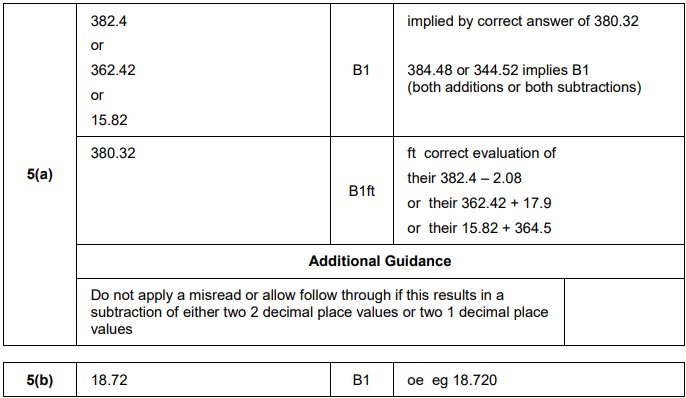 382.4
or
362.42
or
15.82
B1
implied by correct answer of 380.32
384.48 or 344.52 implies B1
(both additions or both subtractions)
5(a)
380.32
B1ft
ft  correct evaluation of
their 382.4 – 2.08
or  their 362.42 + 17.9
or  their 15.82 + 364.5
Additional Guidance
Do not apply a misread or allow follow through if this results in a
subtraction of either two 2 decimal place values or two 1 decimal place
values
5(b)
18.72
B1
oe  eg 18.720